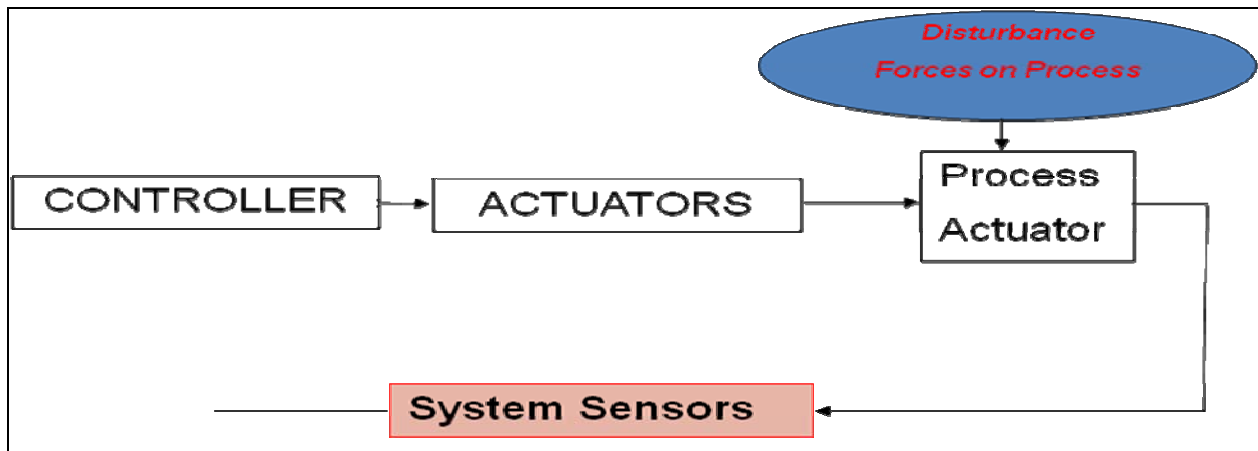 Disturbance
Forces on Process
CONTROLLER
ACTUATORS
Process
Actuator
System Sensors